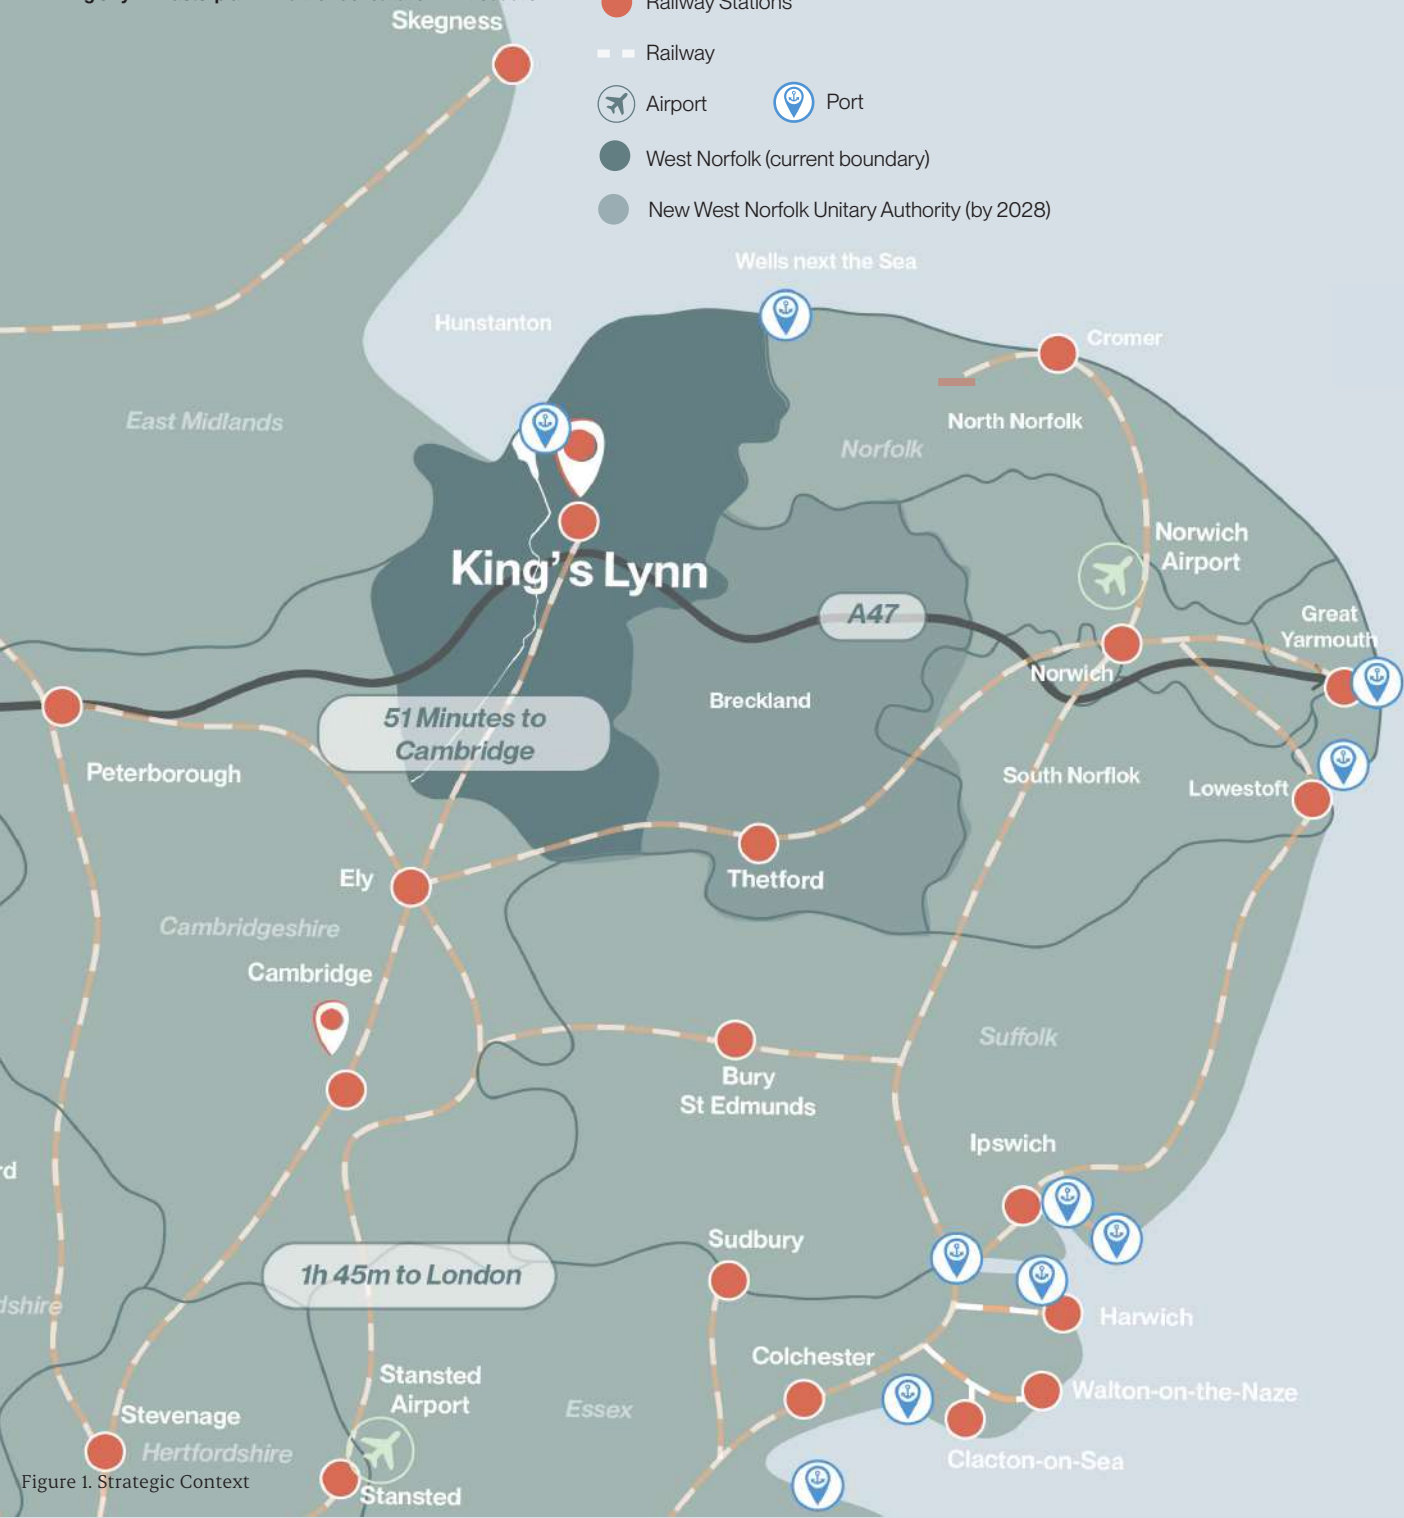 Skegness
Railway Stations
Railway
Airport
Port
West Norfolk (current boundary)
New West Norfolk Unitary Authority (by 2028)
Wells next the Sea
Hunstanton
Cromer
East Midlands
North Norfolk
Norfolk
Norwich
Airport
King's Lynn
A47
Great
Yarmouth
Norwich
Breckland
51 Minutes to
Cambridge
Peterborough
South Norflok
Lowestoft
Ely
Thetford
Cambridgeshire
Cambridge
Suffolk
Bury
St Edmunds
Ipswich
rd
Sudbury
1h 45m to London
dshire
Harwich
Colchester
Stansted
Airport
Walton-on-the-Naze
Essex
Stevenage
Hertfordshire
Clacton-on-Sea
Figure 1. Strategic Context
Stansted